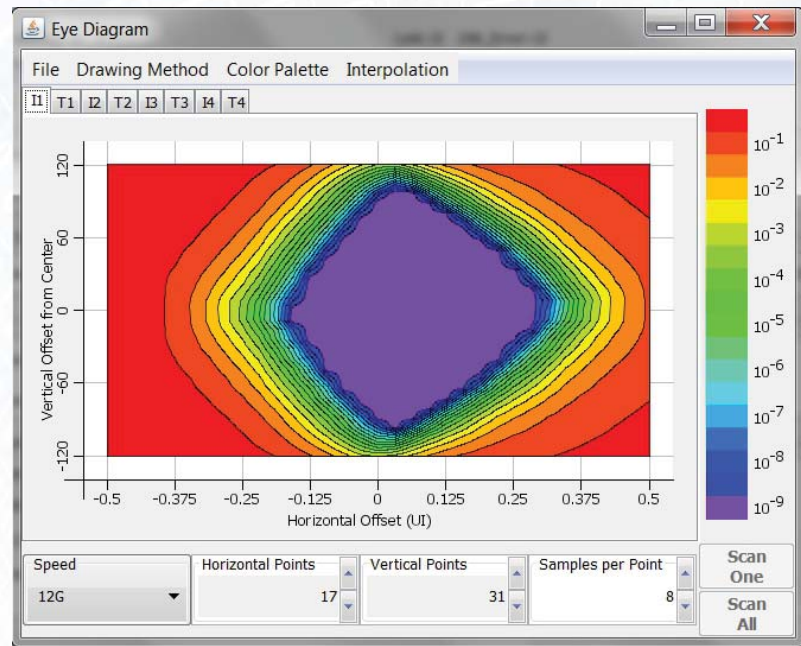 Eye Diagram
File Drawing Method Color Palette Interpolation
I1 T1 I2 T2 I3 T3 I4 T4
120
60
0
-60
-120
Vertical Offset from Center
-0.5 -0.375 -0.25 -0.125 0 0.125 0.25 0.375 0.5
Horizontal Offset (UI)
10⁻¹
10⁻²
10⁻³
10⁻⁴
10⁻⁵
10⁻⁶
10⁻⁷
10⁻⁸
10⁻⁹
Speed
12G
Horizontal Points
17
Vertical Points
31
Samples per Point
8
Scan
One
Scan
All